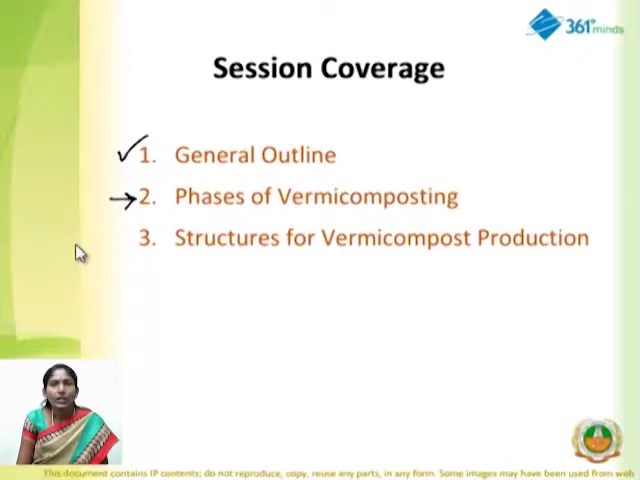 361° minds
Session Coverage
1. General Outline
2. Phases of Vermicomposting
3. Structures for Vermicompost Production
This document contains IP contents; do not reproduce, copy, reuse any parts, in any form. Some images may have been used from web